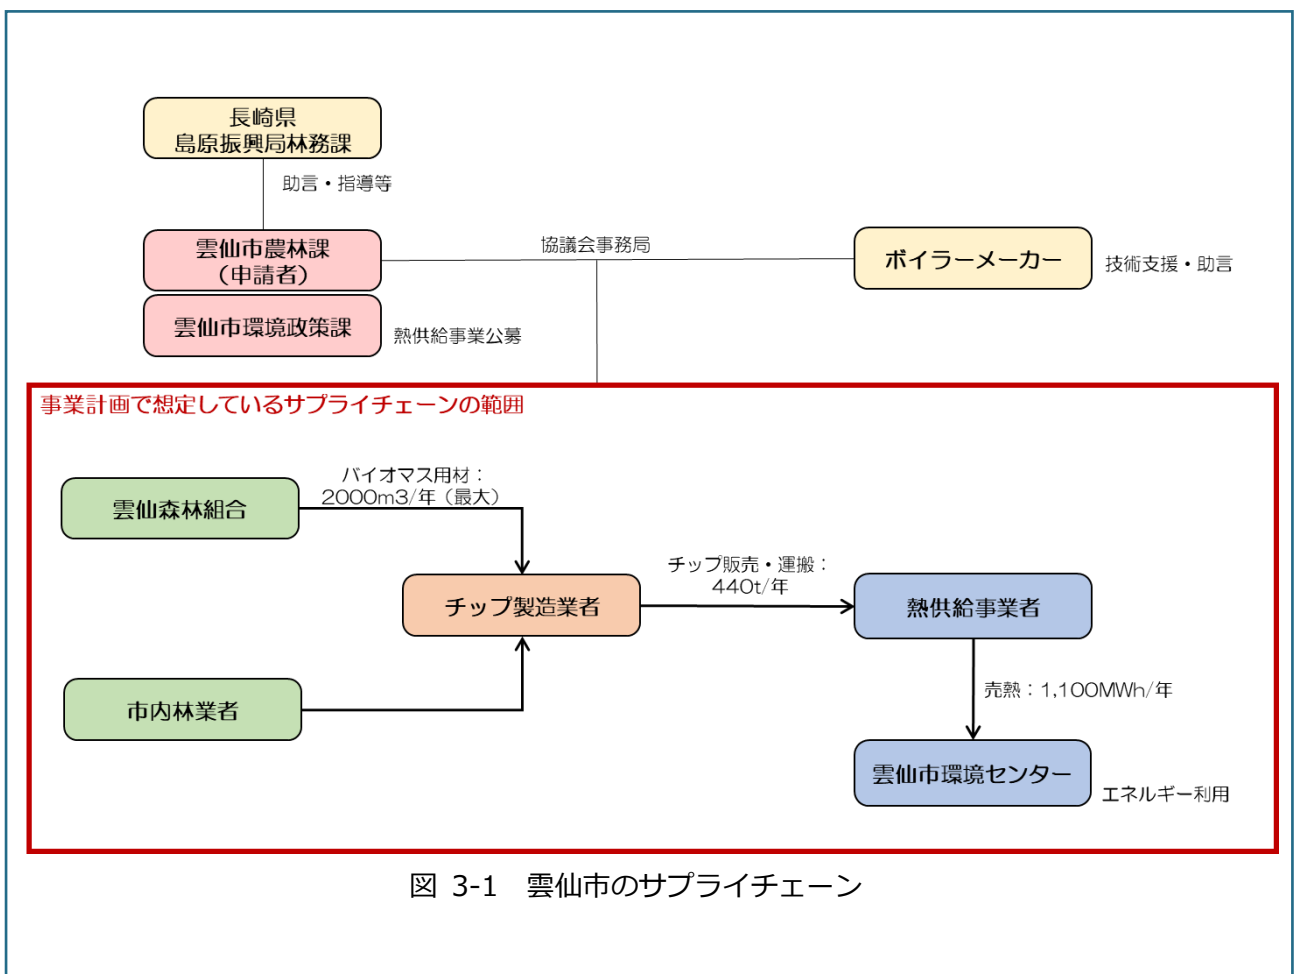 長崎県
島原振興局林務課
助言・指導等
雲仙市農林課
（申請者）
協議会事務局
ボイラーメーカー
技術支援・助言
雲仙市環境政策課
熱供給事業公募
事業計画で想定しているサプライチェーンの範囲
バイオマス用材：
2000m3/年（最大）
雲仙森林組合
チップ販売・運搬：
440t/年
チップ製造業者
熱供給事業者
売熱：1,100MWh/年
市内林業者
雲仙市環境センター
エネルギー利用
図 3-1　雲仙市のサプライチェーン